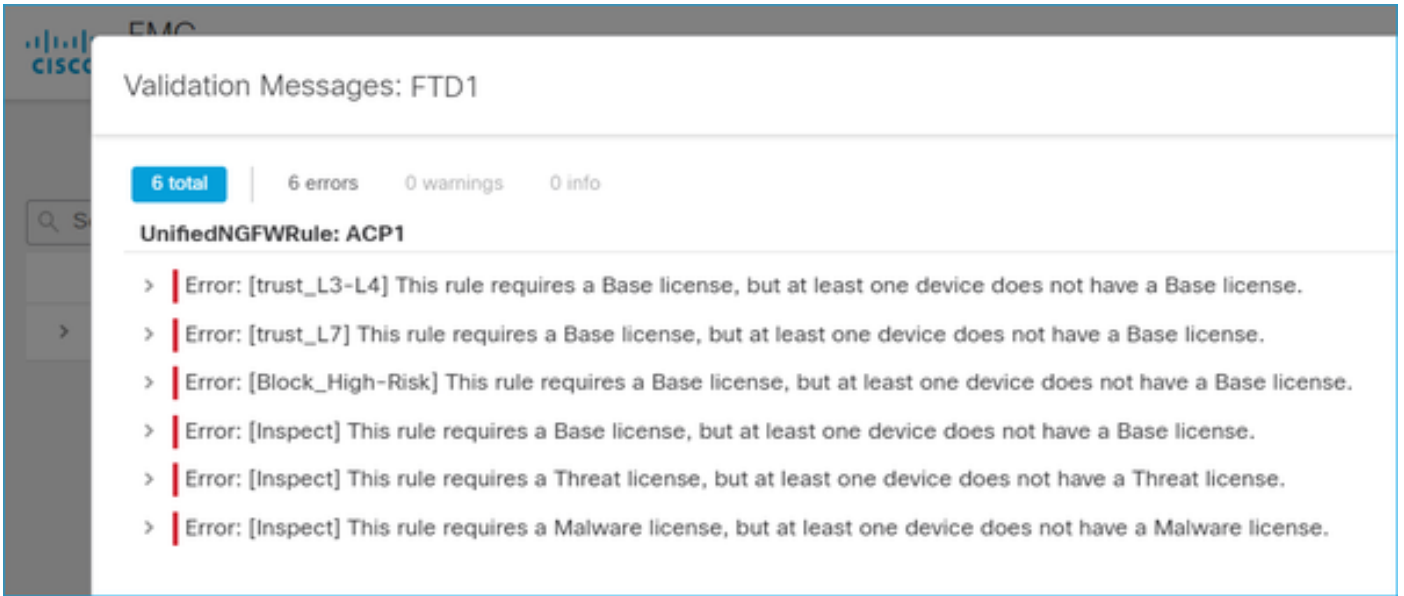 FMC
CISCO
Validation Messages: FTD1
6 total 6 errors 0 warnings 0 info
UnifiedNGFWRule: ACP1
Error: [trust_L3-L4] This rule requires a Base license, but at least one device does not have a Base license.
Error: [trust_L7] This rule requires a Base license, but at least one device does not have a Base license.
Error: [Block_High-Risk] This rule requires a Base license, but at least one device does not have a Base license.
Error: [Inspect] This rule requires a Base license, but at least one device does not have a Base license.
Error: [Inspect] This rule requires a Threat license, but at least one device does not have a Threat license.
Error: [Inspect] This rule requires a Malware license, but at least one device does not have a Malware license.